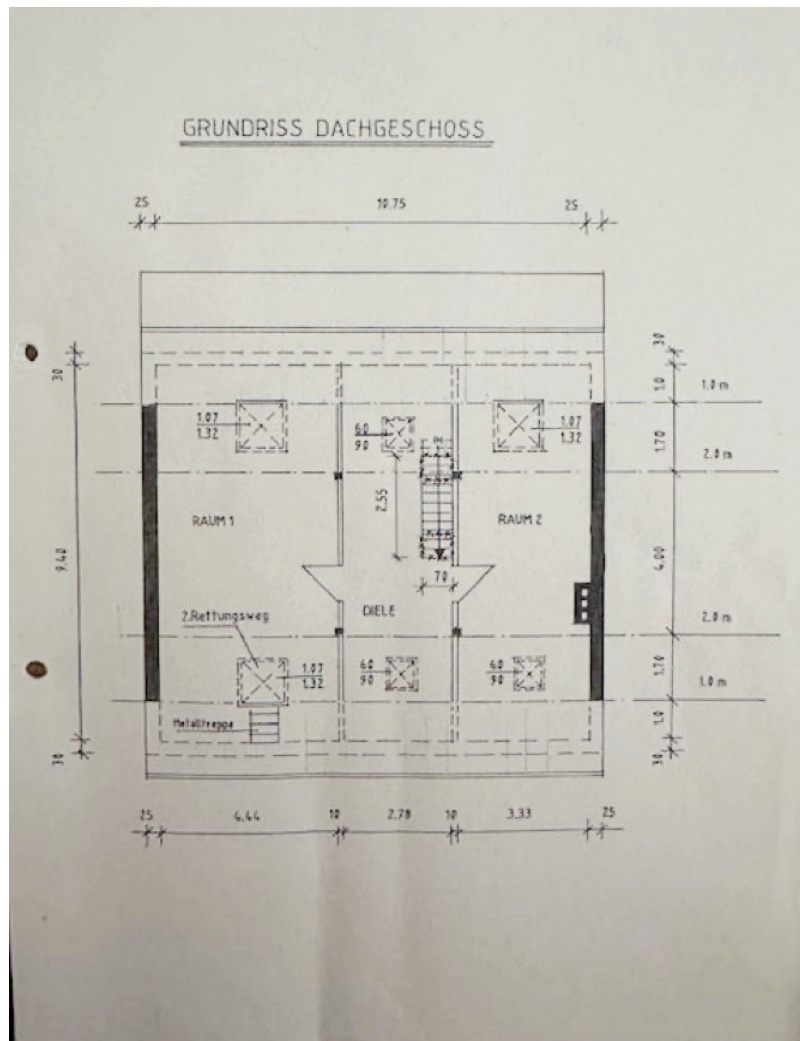 GRUNDRISS DACHGESCHOSS
25 10.75 25
30 30
1.0 1.0 m
1.07 60 1.07
1.32 90 1.32
1.70
2.0 m
2.55
RAUM 1 RAUM 2
9.40 4.00
70
DIELE
2.Rettungsweg 2.0 m
60 60
1.07 90 90 1.70
1.32
1.0 m
Metalltreppe
1.0
30 30
25 4.44 10 2.78 10 3.33 25